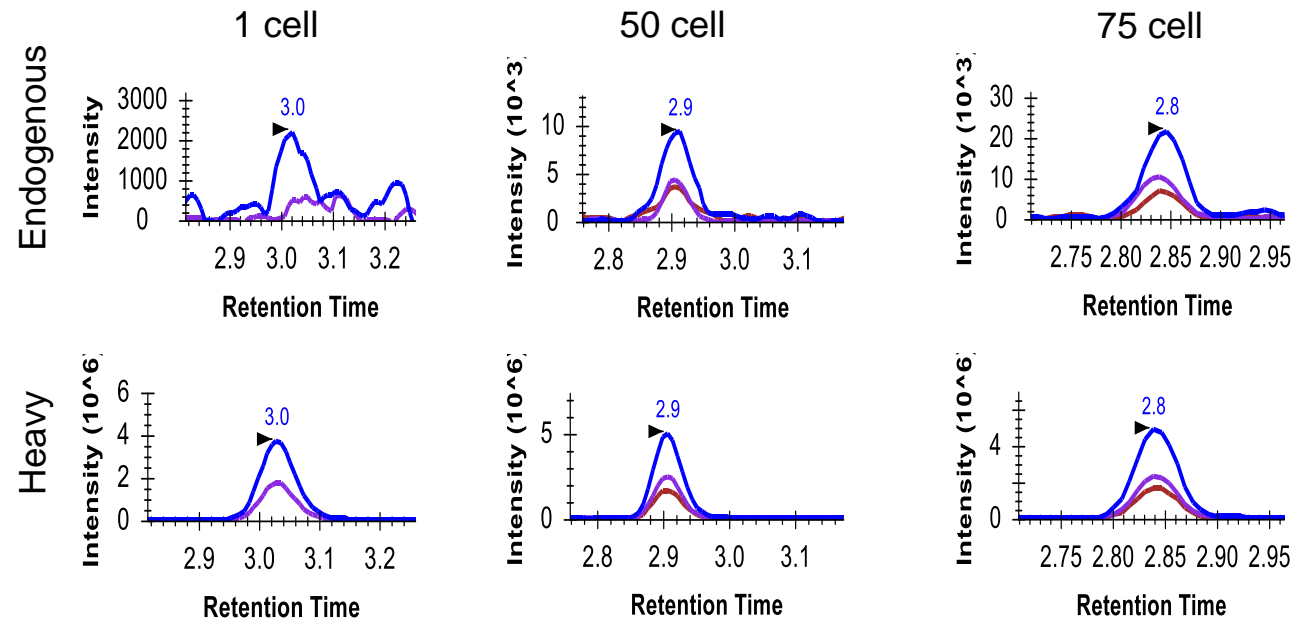 1 cell 50 cell 75 cell
Endogenous
Intensity
3000
2000
1000
0
3.0
2.9 3.0 3.1 3.2
Retention Time
Intensity (10^3)
10
5
0
2.9
2.8 2.9 3.0 3.1
Retention Time
Intensity (10^3)
30
20
10
0
2.8
2.75 2.80 2.85 2.90 2.95
Retention Time
Heavy
Intensity (10^6)
6
4
2
0
3.0
2.9 3.0 3.1 3.2
Retention Time
Intensity (10^6)
5
0
2.9
2.8 2.9 3.0 3.1
Retention Time
Intensity (10^6)
4
0
2.8
2.75 2.80 2.85 2.90 2.95
Retention Time